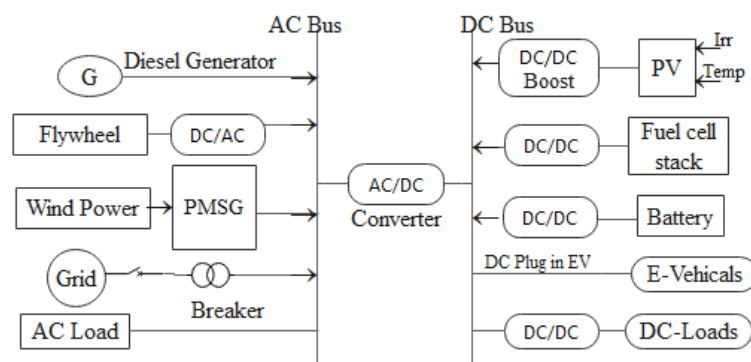 AC Bus
DC Bus
G
Diesel Generator
DC/DC
Boost
PV
Irr
Temp
Flywheel
DC/AC
DC/DC
Fuel cell
stack
Wind Power
PMSG
AC/DC
Converter
DC/DC
Battery
Grid
Breaker
DC Plug in EV
E-Vehicals
AC Load
DC/DC
DC-Loads